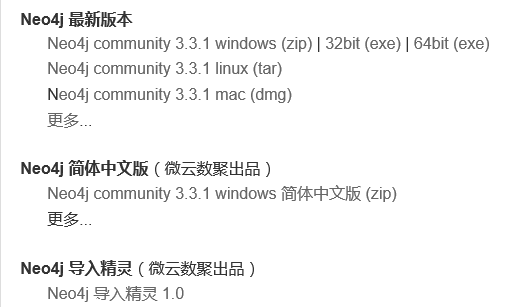 Neo4j 最新版本
Neo4j community 3.3.1 windows (zip) | 32bit (exe) | 64bit (exe)
Neo4j community 3.3.1 linux (tar)
Neo4j community 3.3.1 mac (dmg)
更多...
Neo4j 简体中文版（微云数聚出品）
Neo4j community 3.3.1 windows 简体中文版 (zip)
更多...
Neo4j 导入精灵（微云数聚出品）
Neo4j 导入精灵 1.0